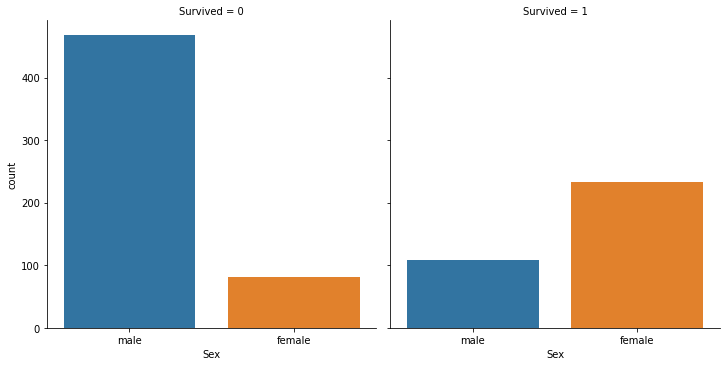 Survived = 0
Survived = 1
count
400
300
200
100
0
male
female
male
female
Sex
Sex